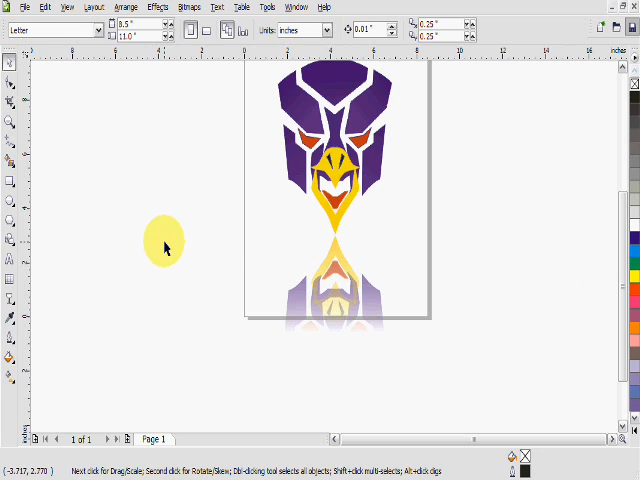 File Edit View Layout Arrange Effects Bitmaps Text Table Tools Window Help
Letter 8.5 " 11.0 " Units: inches 0.01 " 0.25 " 0.25 "
inches
1 of 1 Page 1
( -3.717, 2.770 ) Next click for Drag/Scale; Second click for Rotate/Skew; Dbl-clicking tool selects all objects; Shift+click multi-selects; Alt+click digs